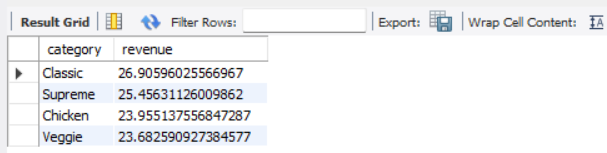 Result Grid Filter Rows: Export: Wrap Cell Content: IA
category revenue
Classic 26.90596025566967
Supreme 25.45631126009862
Chicken 23.955137556847287
Veggie 23.682590927384577